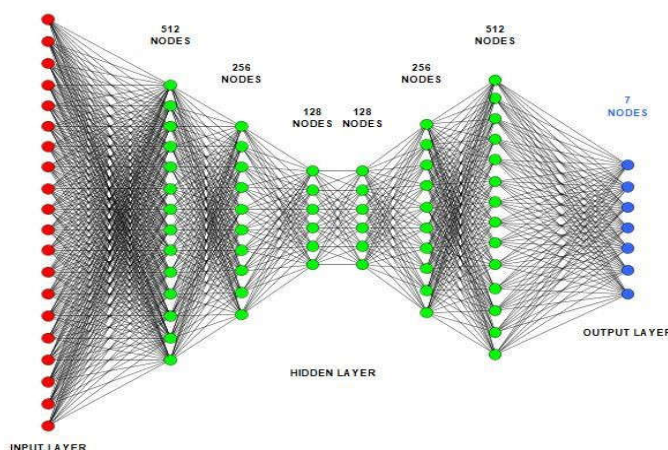 512
NODES
256
NODES
128
NODES
128
NODES
256
NODES
512
NODES
7
NODES
OUTPUT LAYER
HIDDEN LAYER
INPUT LAYER